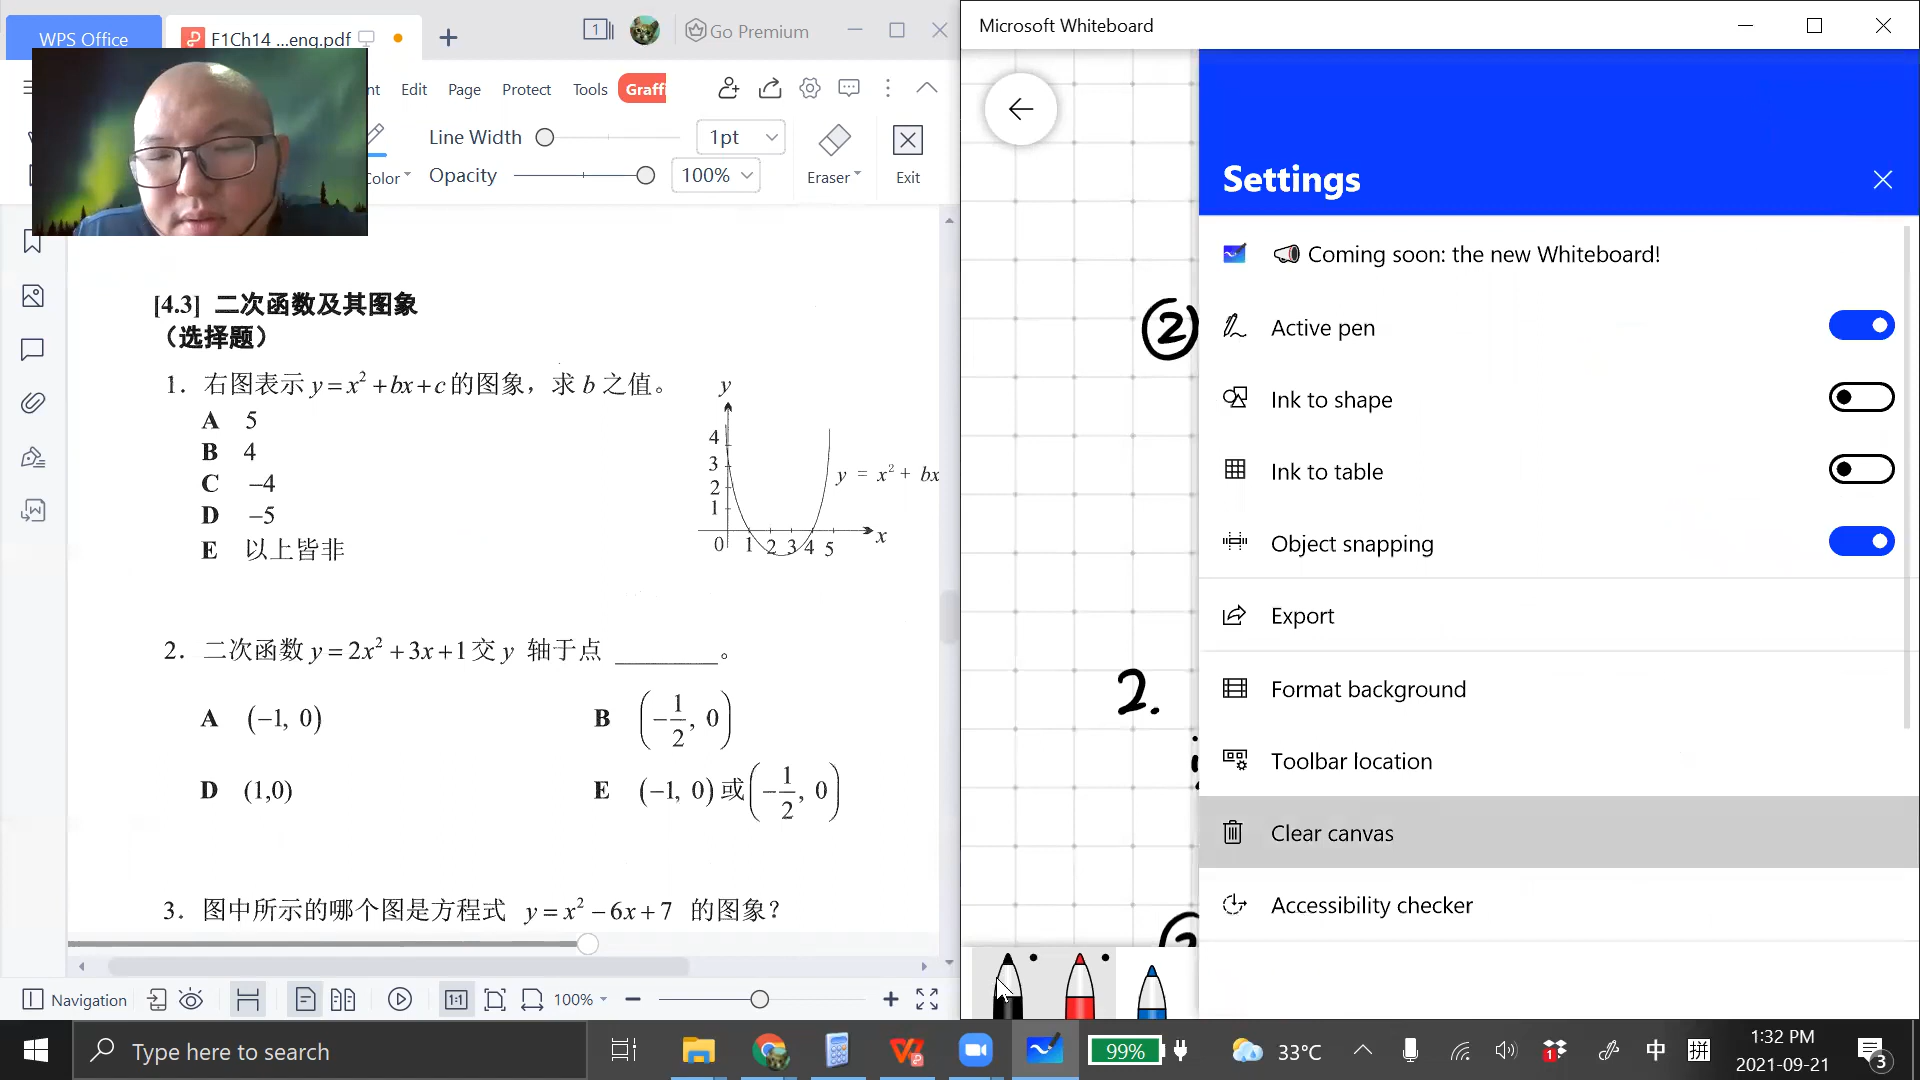 WPS Office
F1Ch14 ...eng.pdf
1
Go Premium
Microsoft Whiteboard
Edit
Page
Protect
Tools
Line Width
1pt
Color
Opacity
100%
Eraser
Exit
Settings
Coming soon: the new Whiteboard!
Active pen
Ink to shape
Ink to table
Object snapping
Export
Format background
Toolbar location
Clear canvas
Accessibility checker
[4.3] 二次函数及其图象
（选择题）
1. 右图表示 y = x² + bx + c 的图象，求 b 之值。
A 5
B 4
C −4
D −5
E 以上皆非
y
4
3
2
1
0 1 2 3 4 5 x
y = x² + bx
2. 二次函数 y = 2x² + 3x + 1 交 y 轴于点 ________。
A (−1, 0)
B (−1/2, 0)
D (1,0)
E (−1, 0) 或 (−1/2, 0)
3. 图中所示的哪个图是方程式 y = x² − 6x + 7 的图象？
②
2.
Navigation
1:1
100%
Type here to search
99%
33°C
1
中
拼
1:32 PM
2021-09-21
3